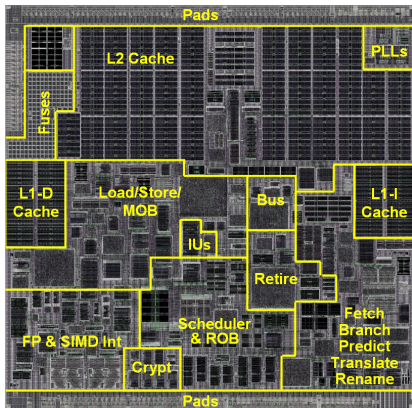 Pads
L2 Cache
PLLs
Fuses
L1-D
Cache
Load/Store/
MOB
Bus
L1-I
Cache
IUs
Retire
FP & SIMD Int
Scheduler
& ROB
Fetch
Branch
Predict
Translate
Rename
Crypt
Pads